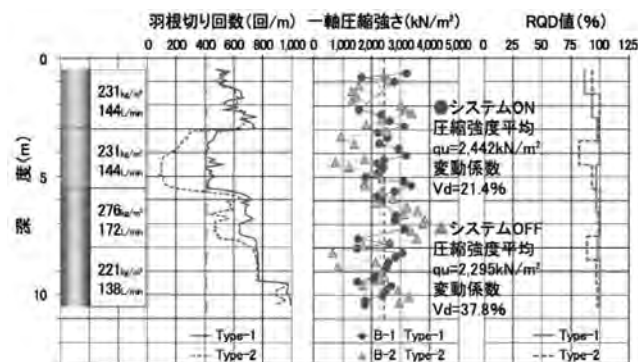 羽根切り回数(回/m) 一軸圧縮強さ(kN/m²) RQD値(%)
0 200 400 600 800 1,000
0 1,000 2,000 3,000 4,000 5,000
0 25 50 75 100 125
深度(m)
0
5
10
231kg/m³
144L/min
231kg/m³
144L/min
276kg/m³
172L/min
221kg/m³
138L/min
システムON
圧縮強度平均
qu=2,442kN/m²
変動係数
Vd=21.4%
システムOFF
圧縮強度平均
qu=2,295kN/m²
変動係数
Vd=37.8%
Type-1
Type-2
B-1 Type-1
B-2 Type-2
Type-1
Type-2